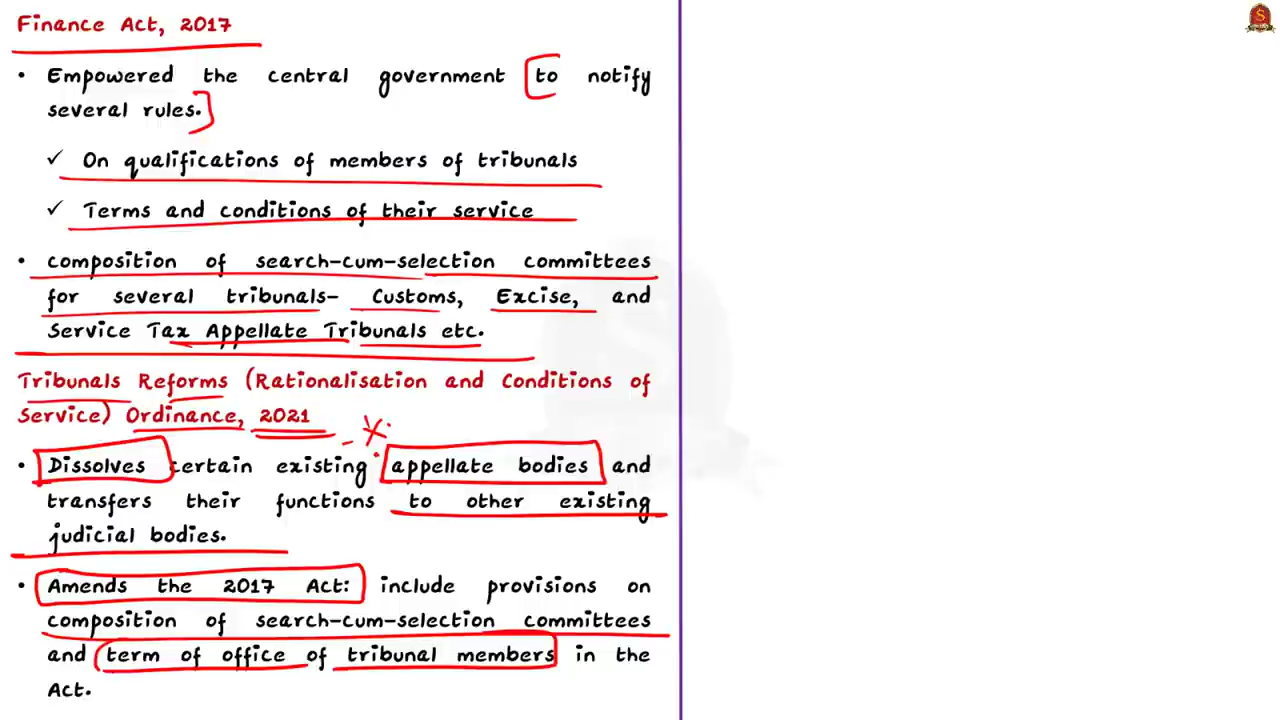 Finance Act, 2017
• Empowered the central government to notify
several rules.
✓ On qualifications of members of tribunals
✓ Terms and conditions of their service
• composition of search-cum-selection committees
for several tribunals- Customs, Excise, and
Service Tax Appellate Tribunals etc.
Tribunals Reforms (Rationalisation and Conditions of
Service) Ordinance, 2021
• Dissolves certain existing appellate bodies and
transfers their functions to other existing
judicial bodies.
• Amends the 2017 Act: include provisions on
composition of search-cum-selection committees
and term of office of tribunal members in the
Act.